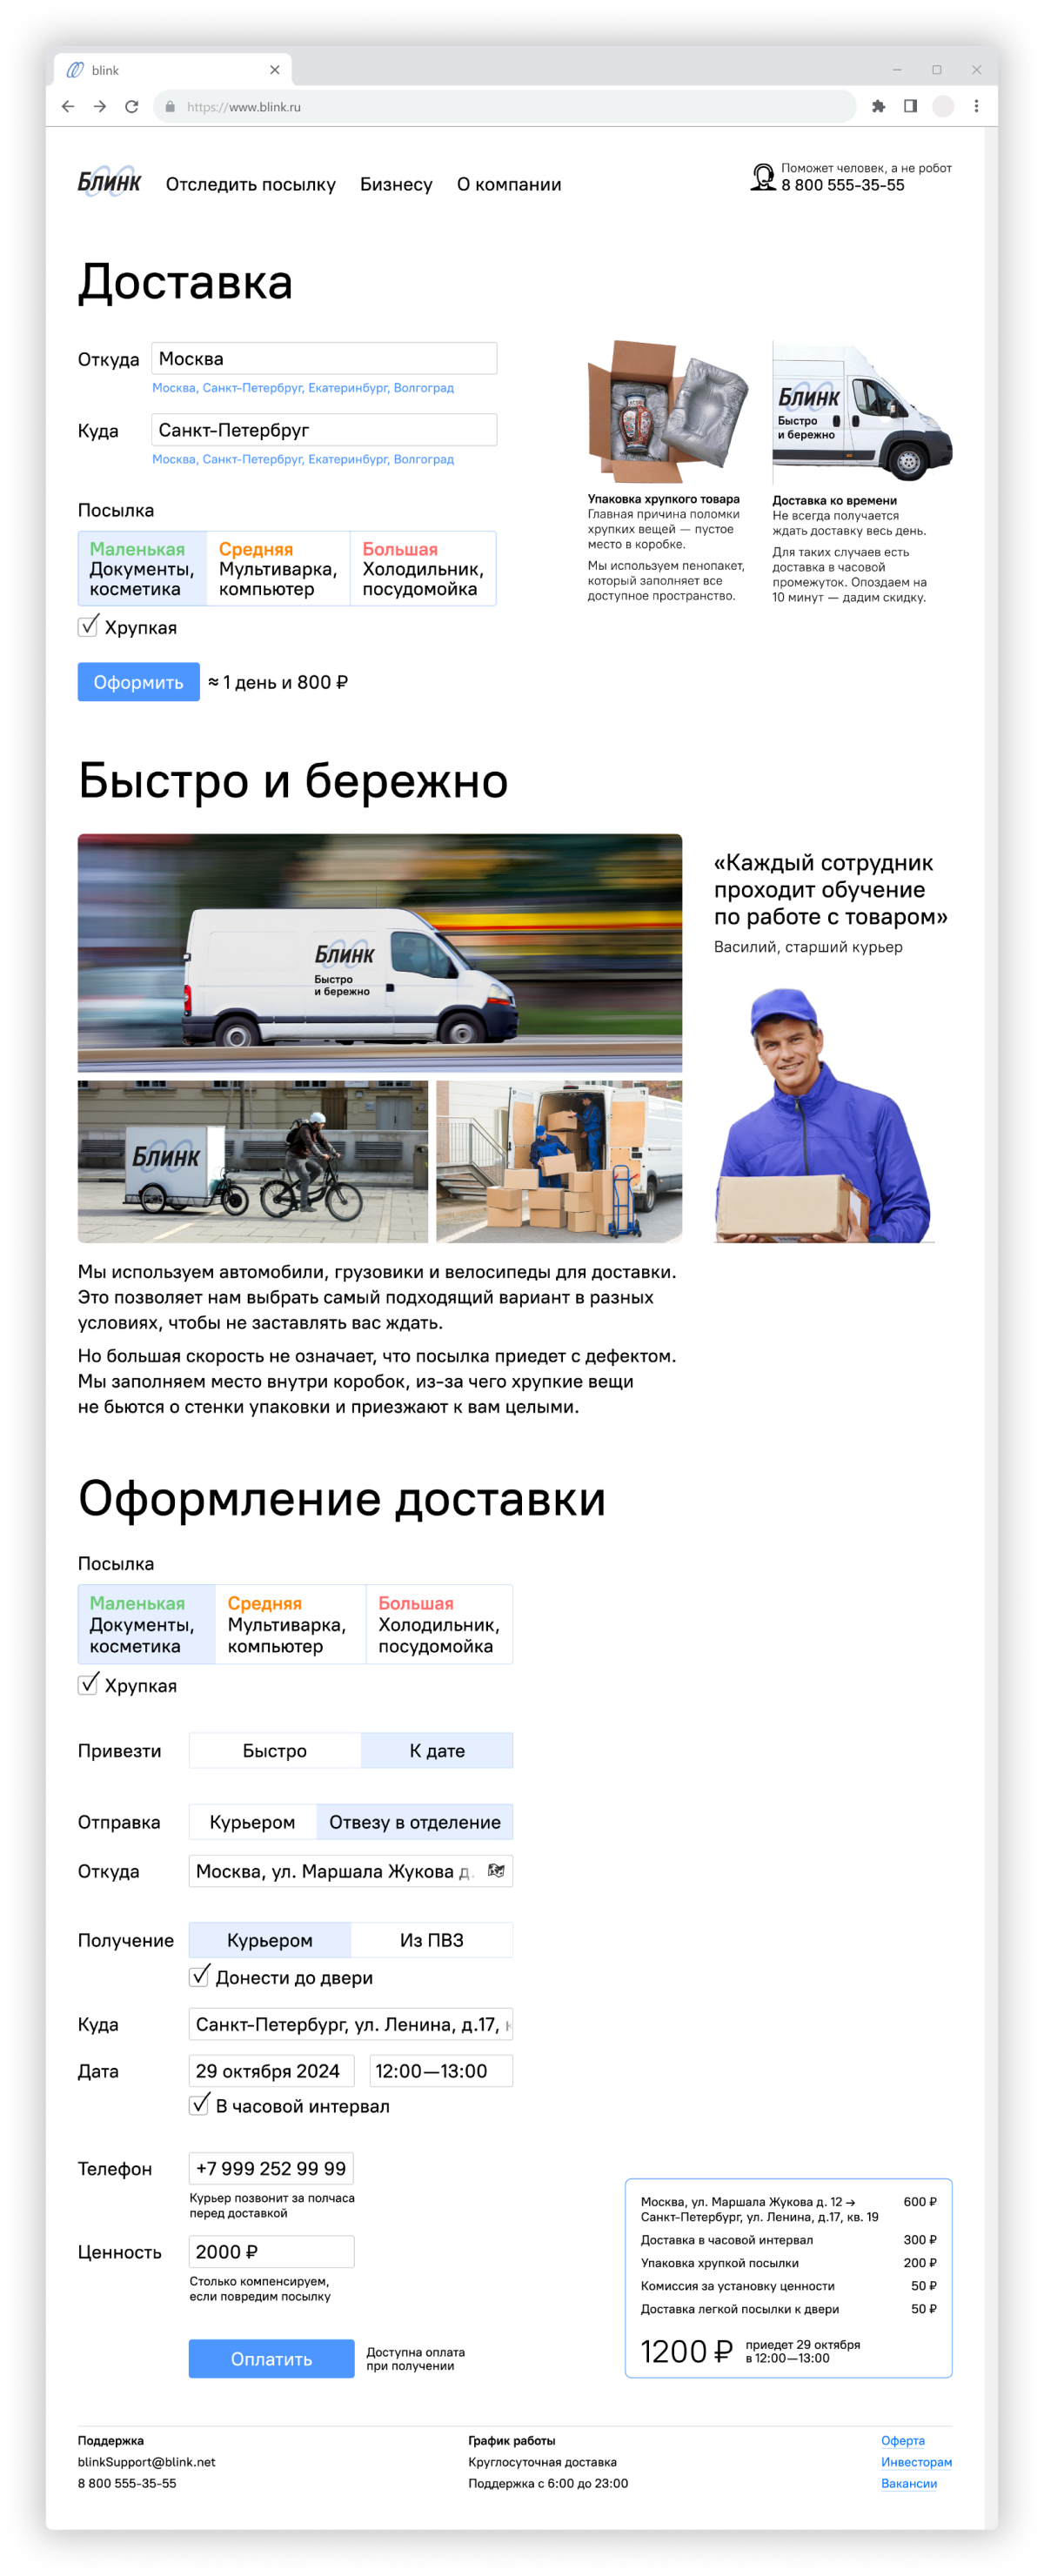 blink
https://www.blink.ru
Блинк
Отследить посылку
Бизнесу
О компании
Поможет человек, а не робот
8 800 555-35-55
Доставка
Откуда
Москва
Москва, Санкт-Петербруг, Екатеринбург, Волгоград
Куда
Санкт-Петербруг
Москва, Санкт-Петербруг, Екатеринбург, Волгоград
Посылка
Маленькая
Документы,
косметика
Средняя
Мультиварка,
компьютер
Большая
Холодильник,
посудомойка
Хрупкая
Оформить
≈ 1 день и 800 ₽
Упаковка хрупкого товара
Главная причина поломки
хрупких вещей — пустое
место в коробке.
Мы используем пенопакет,
который заполняет все
доступное пространство.
Блинк
Быстро
и бережно
Доставка ко времени
Не всегда получается
ждать доставку весь день.
Для таких случаев есть
доставка в часовой
промежуток. Опоздаем на
10 минут — дадим скидку.
Быстро и бережно
Блинк
Быстро
и бережно
Блинк
«Каждый сотрудник
проходит обучение
по работе с товаром»
Василий, старший курьер
Мы используем автомобили, грузовики и велосипеды для доставки.
Это позволяет нам выбрать самый подходящий вариант в разных
условиях, чтобы не заставлять вас ждать.
Но большая скорость не означает, что посылка приедет с дефектом.
Мы заполняем место внутри коробок, из-за чего хрупкие вещи
не бьются о стенки упаковки и приезжают к вам целыми.
Оформление доставки
Посылка
Маленькая
Документы,
косметика
Средняя
Мультиварка,
компьютер
Большая
Холодильник,
посудомойка
Хрупкая
Привезти
Быстро
К дате
Отправка
Курьером
Отвезу в отделение
Откуда
Москва, ул. Маршала Жукова д.
Получение
Курьером
Из ПВЗ
Донести до двери
Куда
Санкт-Петербург, ул. Ленина, д.17,
Дата
29 октября 2024
12:00—13:00
В часовой интервал
Телефон
+7 999 252 99 99
Курьер позвонит за полчаса
перед доставкой
Ценность
2000 ₽
Столько компенсируем,
если повредим посылку
Оплатить
Доступна оплата
при получении
Москва, ул. Маршала Жукова д. 12 → 600 ₽
Санкт-Петербург, ул. Ленина, д.17, кв. 19
Доставка в часовой интервал 300 ₽
Упаковка хрупкой посылки 200 ₽
Комиссия за установку ценности 50 ₽
Доставка легкой посылки к двери 50 ₽
1200 ₽
приедет 29 октября
в 12:00—13:00
Поддержка
blinkSupport@blink.net
8 800 555-35-55
График работы
Круглосуточная доставка
Поддержка с 6:00 до 23:00
Оферта
Инвесторам
Вакансии